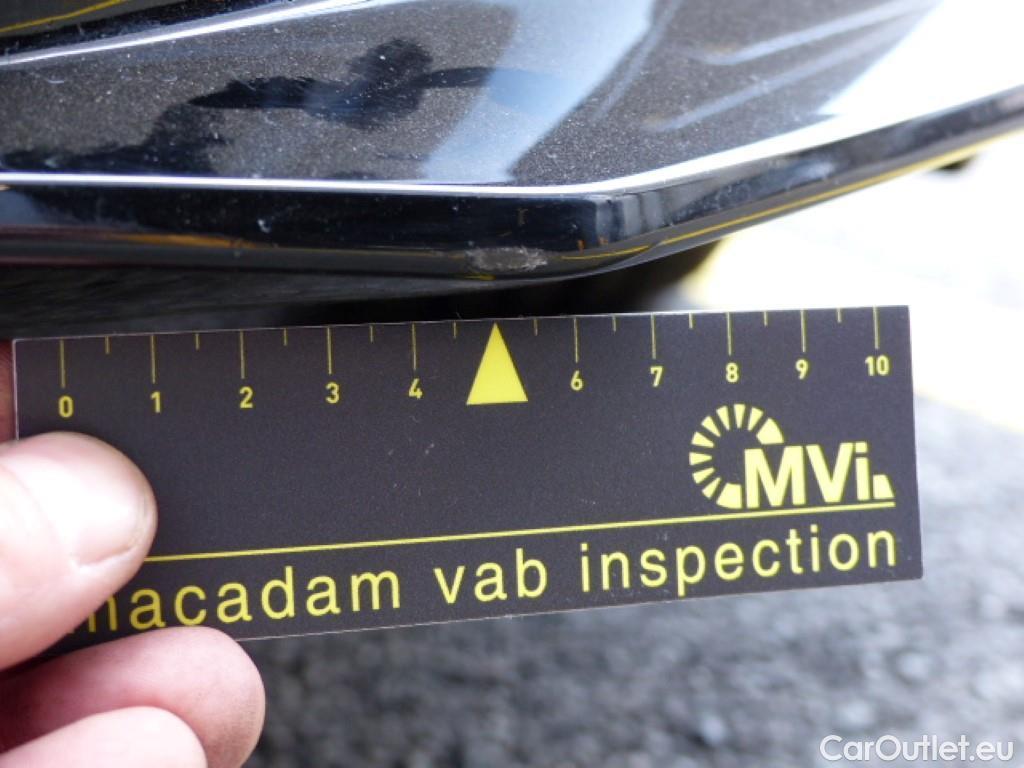 0 1 2 3 4 6 7 8 9 10
MVi
macadam vab inspection
CarOutlet.eu